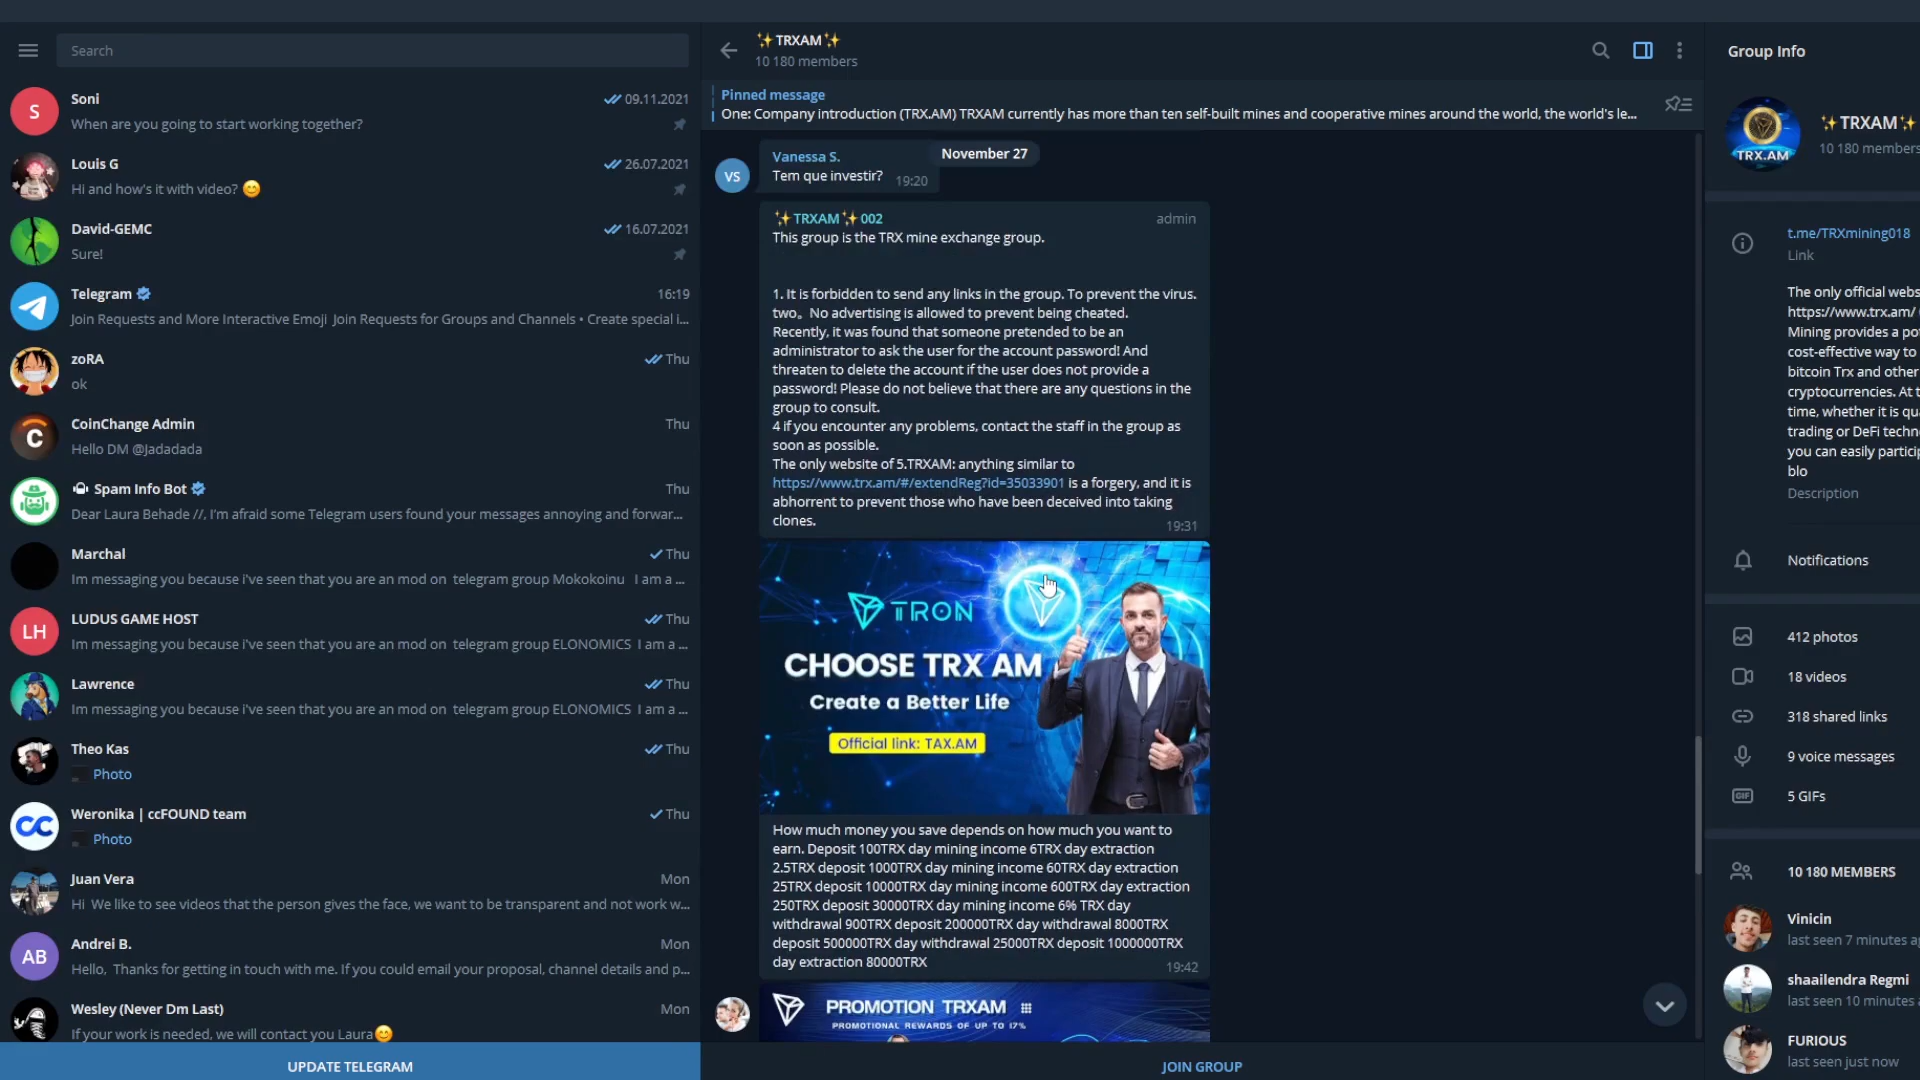 Search
Soni
09.11.2021
When are you going to start working together?
Louis G
26.07.2021
Hi and how's it with video? 😊
David-GEMC
16.07.2021
Sure!
Telegram
16:19
Join Requests and More Interactive Emoji Join Requests for Groups and Channels • Create special i...
zoRA
Thu
ok
CoinChange Admin
Thu
Hello DM @Jadadada
Spam Info Bot
Thu
Dear Laura Behade //, I'm afraid some Telegram users found your messages annoying and forwar...
Marchal
Thu
Im messaging you because i've seen that you are an mod on telegram group Mokokoinu I am a ...
LH
LUDUS GAME HOST
Thu
Im messaging you because i've seen that you are an mod on telegram group ELONOMICS I am a ...
Lawrence
Thu
Im messaging you because i've seen that you are an mod on telegram group ELONOMICS I am a ...
Theo Kas
Thu
Photo
Weronika | ccFOUND team
Thu
Photo
Juan Vera
Mon
Hi We like to see videos that the person gives the face, we want to be transparent and not work w...
AB
Andrei B.
Mon
Hello, Thanks for getting in touch with me. If you could email your proposal, channel details and p...
Wesley (Never Dm Last)
Mon
If your work is needed, we will contact you Laura😊
UPDATE TELEGRAM
✨TRXAM✨
10 180 members
Pinned message
One: Company introduction (TRX.AM) TRXAM currently has more than ten self-built mines and cooperative mines around the world, the world's le...
November 27
VS
Vanessa S.
Tem que investir?
19:20
✨TRXAM✨002
admin
This group is the TRX mine exchange group.
1. It is forbidden to send any links in the group. To prevent the virus.
two。No advertising is allowed to prevent being cheated.
Recently, it was found that someone pretended to be an
administrator to ask the user for the account password! And
threaten to delete the account if the user does not provide a
password! Please do not believe that there are any questions in the
group to consult.
4 if you encounter any problems, contact the staff in the group as
soon as possible.
The only website of 5.TRXAM: anything similar to
https://www.trx.am/#/extendReg?id=35033901 is a forgery, and it is
abhorrent to prevent those who have been deceived into taking
clones.
19:31
TRON
CHOOSE TRX AM
Create a Better Life
Official link: TAX.AM
How much money you save depends on how much you want to
earn. Deposit 100TRX day mining income 6TRX day extraction
2.5TRX deposit 1000TRX day mining income 60TRX day extraction
25TRX deposit 10000TRX day mining income 600TRX day extraction
250TRX deposit 30000TRX day mining income 6% TRX day
withdrawal 900TRX deposit 200000TRX day withdrawal 8000TRX
deposit 500000TRX day withdrawal 25000TRX deposit 1000000TRX
day extraction 80000TRX
19:42
PROMOTION TRXAM
PROMOTIONAL REWARDS OF UP TO 17%
JOIN GROUP
Group Info
TRX.AM
✨TRXAM✨
10 180 members
t.me/TRXmining018
Link
The only official webs
https://www.trx.am/
Mining provides a po
cost-effective way to
bitcoin Trx and other
cryptocurrencies. At t
time, whether it is qua
trading or DeFi techn
you can easily particip
blo
Description
Notifications
412 photos
18 videos
318 shared links
9 voice messages
GIF
5 GIFs
10 180 MEMBERS
Vinicin
last seen 7 minutes ag
shaailendra Regmi
last seen 10 minutes a
FURIOUS
last seen just now